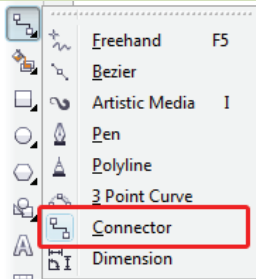 Freehand F5
Bezier
Artistic Media I
Pen
Polyline
3 Point Curve
Connector
Dimension